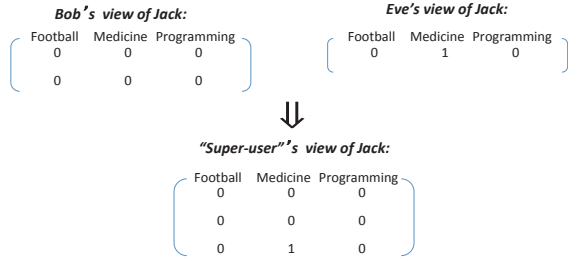 Bob's view of Jack:
Football Medicine Programming
0 0 0
0 0 0
Eve's view of Jack:
Football Medicine Programming
0 1 0
⇓
"Super-user"'s view of Jack:
Football Medicine Programming
0 0 0
0 0 0
0 1 0